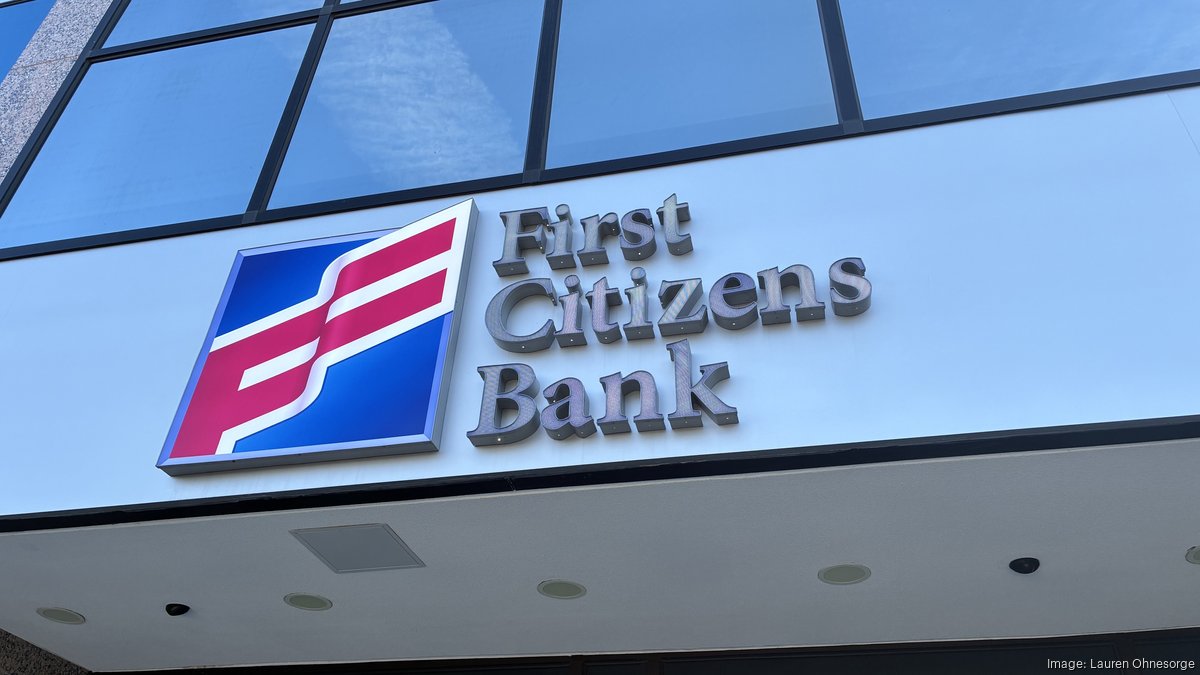 First
Citizens
Bank
Image: Lauren Ohnesorge